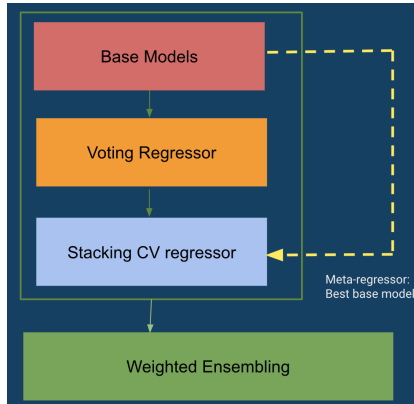 Base Models
Voting Regressor
Stacking CV regressor
Meta-regressor:
Best base model
Weighted Ensembling